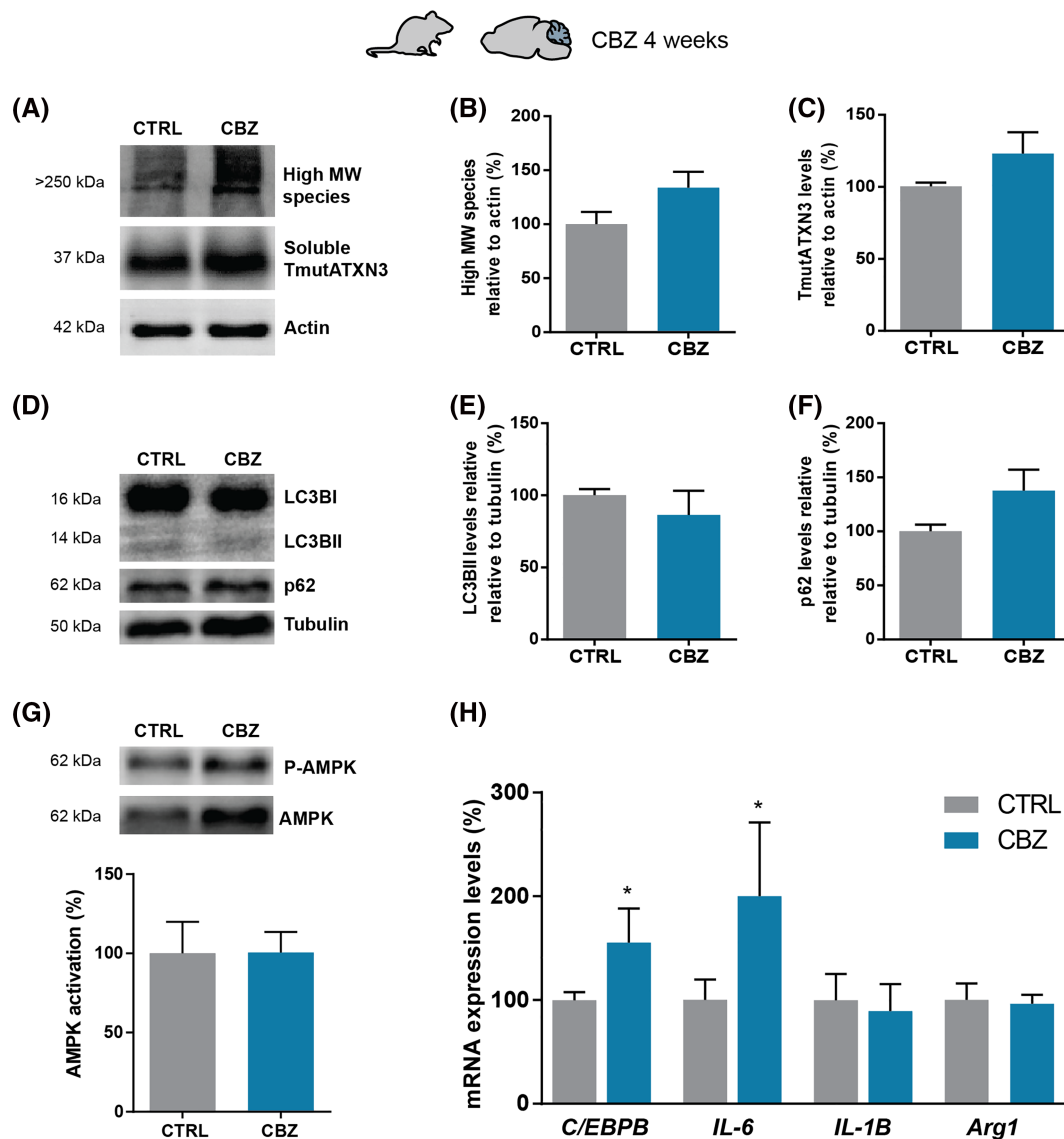 CBZ 4 weeks
(A)
CTRL CBZ
>250 kDa
High MW
species
37 kDa
Soluble
TmutATXN3
42 kDa
Actin
(B)
High MW species
relative to actin (%)
200
150
100
50
0
CTRL CBZ
(C)
TmutATXN3 levels
relative to actin (%)
150
100
50
0
CTRL CBZ
(D)
CTRL CBZ
16 kDa LC3BI
14 kDa LC3BII
62 kDa p62
50 kDa Tubulin
(E)
LC3BII levels relative
relative to tubulin (%)
150
100
50
0
CTRL CBZ
(F)
p62 levels relative
relative to tubulin (%)
200
150
100
50
0
CTRL CBZ
(G)
CTRL CBZ
62 kDa P-AMPK
62 kDa AMPK
AMPK activation (%)
150
100
50
0
CTRL CBZ
(H)
mRNA expression levels (%)
300
200
100
0
* *
CTRL
CBZ
C/EBPB IL-6 IL-1B Arg1